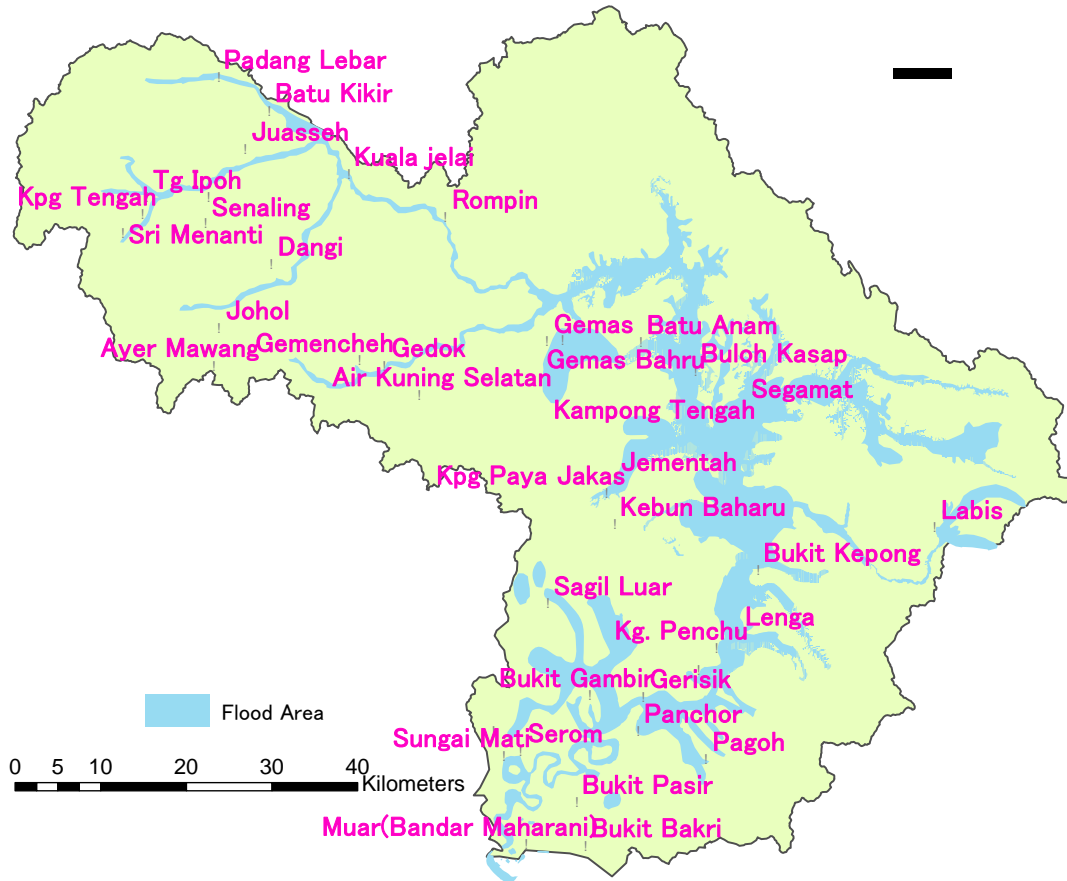 Padang Lebar
Batu Kikir
Juasseh
Kuala jelai
Tg Ipoh
Kpg Tengah
Senaling
Rompin
Sri Menanti
Dangi
Johol
Gemas
Batu Anam
Ayer Mawang
Gemencheh
Gedok
Gemas Bahru
Buloh Kasap
Air Kuning Selatan
Segamat
Kampong Tengah
Jementah
Kpg Paya Jakas
Kebun Baharu
Labis
Bukit Kepong
Sagil Luar
Lenga
Kg. Penchu
Bukit Gambir
Gerisik
Flood Area
Panchor
Sungai Mati
Serom
Pagoh
0 5 10 20 30 40
Kilometers
Bukit Pasir
Muar(Bandar Maharani)
Bukit Bakri